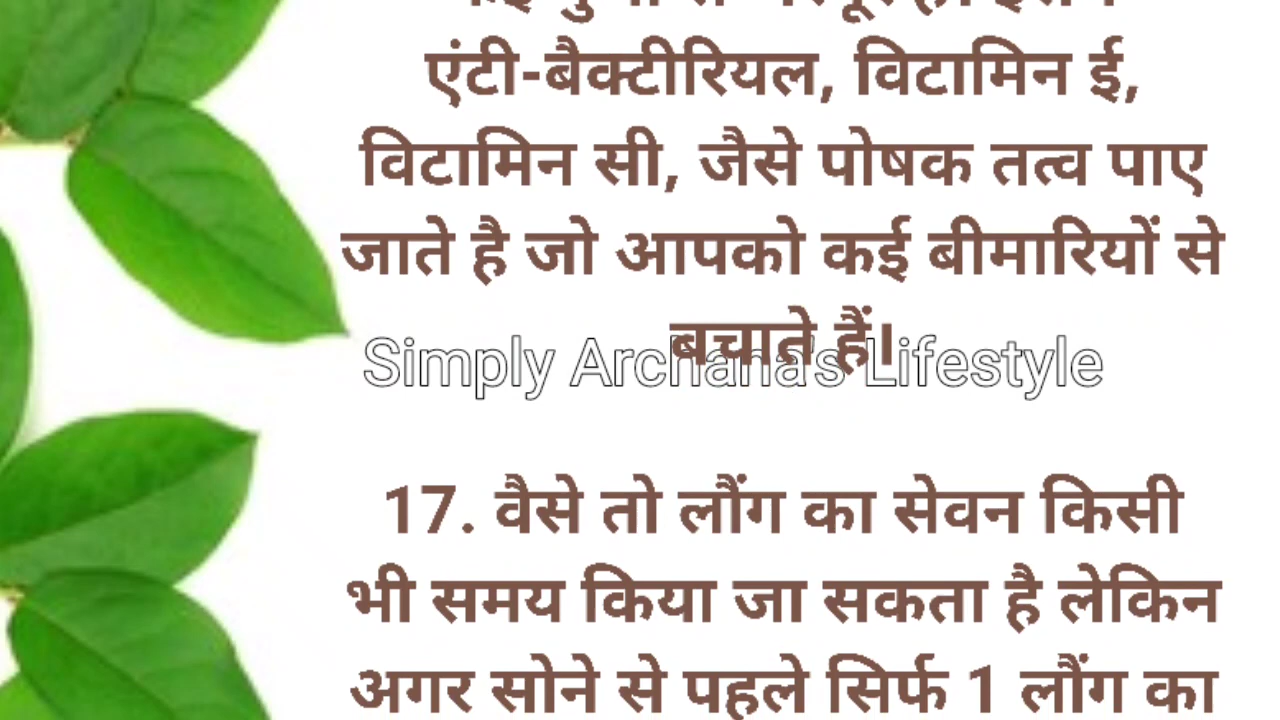 एंटी-बैक्टीरियल, विटामिन ई,
विटामिन सी, जैसे पोषक तत्व पाए
जाते है जो आपको कई बीमारियों से
बचाते हैं।
Simply Archana's Lifestyle
17. वैसे तो लौंग का सेवन किसी
भी समय किया जा सकता है लेकिन
अगर सोने से पहले सिर्फ 1 लौंग का